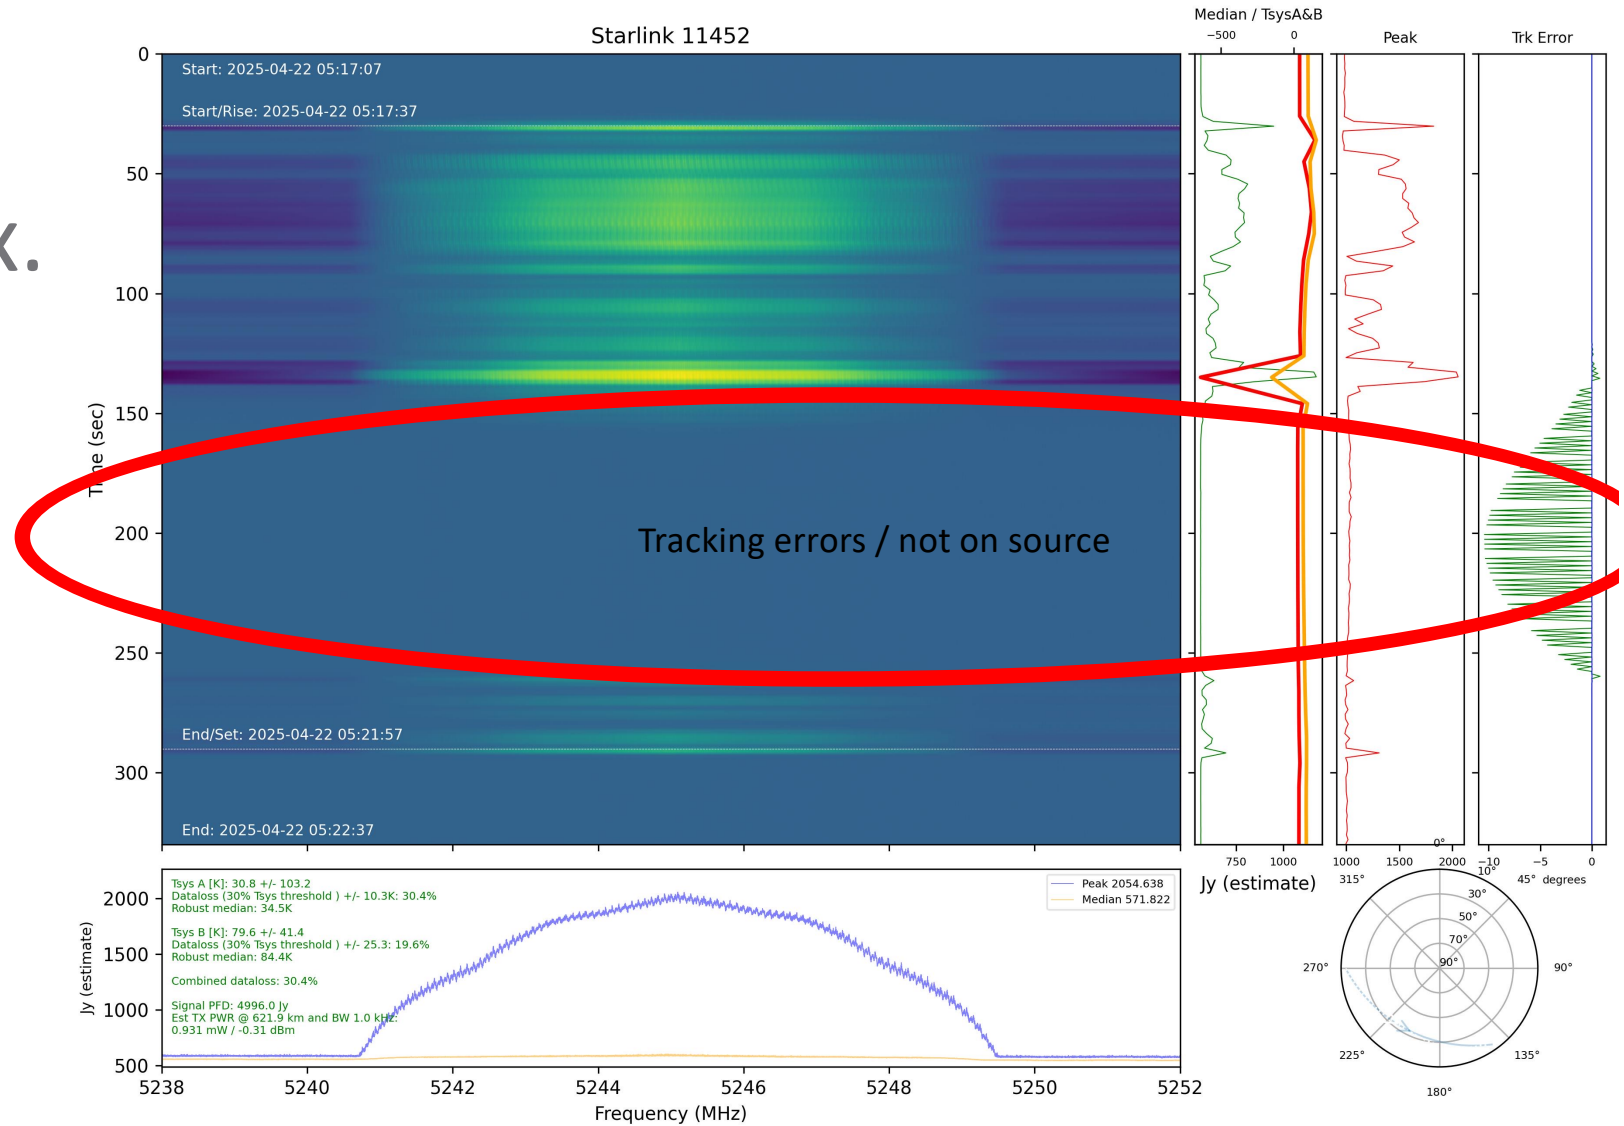 x.
Starlink 11452
Median / TsysA&B
−500 0
Peak
Trk Error
Start: 2025-04-22 05:17:07
Start/Rise: 2025-04-22 05:17:37
0
50
100
150
200
250
300
Time (sec)
Tracking errors / not on source
End/Set: 2025-04-22 05:21:57
End: 2025-04-22 05:22:37
750 1000
1000 1500 2000
−10 −5 0
Jy (estimate)
degrees
Tsys A [K]: 30.8 +/- 103.2
Dataloss (30% Tsys threshold ) +/- 10.3K: 30.4%
Robust median: 34.5K
Tsys B [K]: 79.6 +/- 41.4
Dataloss (30% Tsys threshold ) +/- 25.3: 19.6%
Robust median: 84.4K
Combined dataloss: 30.4%
Signal PFD: 4996.0 Jy
Est TX PWR @ 621.9 km and BW 1.0 kHz:
0.931 mW / -0.31 dBm
Peak 2054.638
Median 571.822
2000
1500
1000
500
Jy (estimate)
5238 5240 5242 5244 5246 5248 5250 5252
Frequency (MHz)
0°
45°
90°
135°
180°
225°
270°
315°
10°
30°
50°
70°
90°